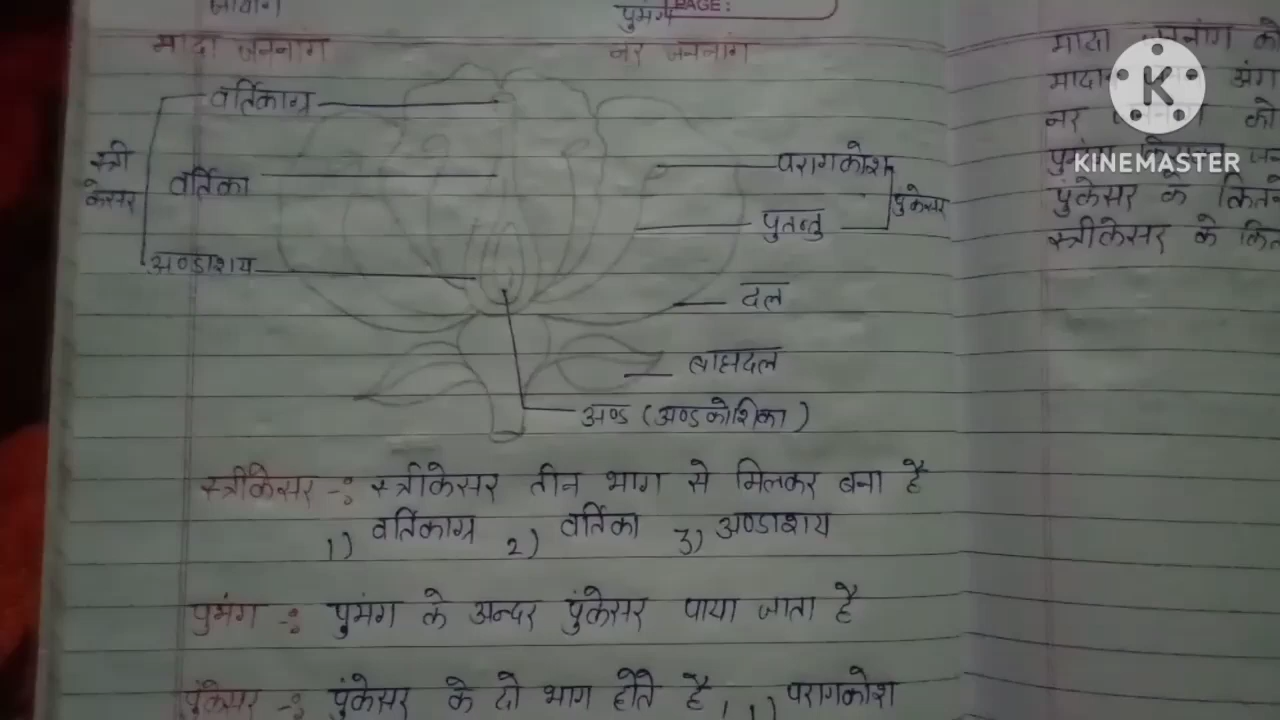 जायांग पुमंग PAGE:
मादा जननांग नर जननांग
वर्तिकाग्र
स्त्री
केसर
वर्तिका
अण्डाशय
परागकोश
पुंकेसर
पुतन्तु
दल
बाह्यदल
अण्ड (अण्डकोशिका)
स्त्रीकेसर -: स्त्रीकेसर तीन भाग से मिलकर बना है
1) वर्तिकाग्र 2) वर्तिका 3) अण्डाशय
पुमंग -: पुमंग के अन्दर पुंकेसर पाया जाता है
पुंकेसर -: पुंकेसर के दो भाग होते है, 1) परागकोश
मादा को
मादा अंग
नर को
पुमंग
पुंकेसर के
स्त्रीकेसर के
K
KINEMASTER